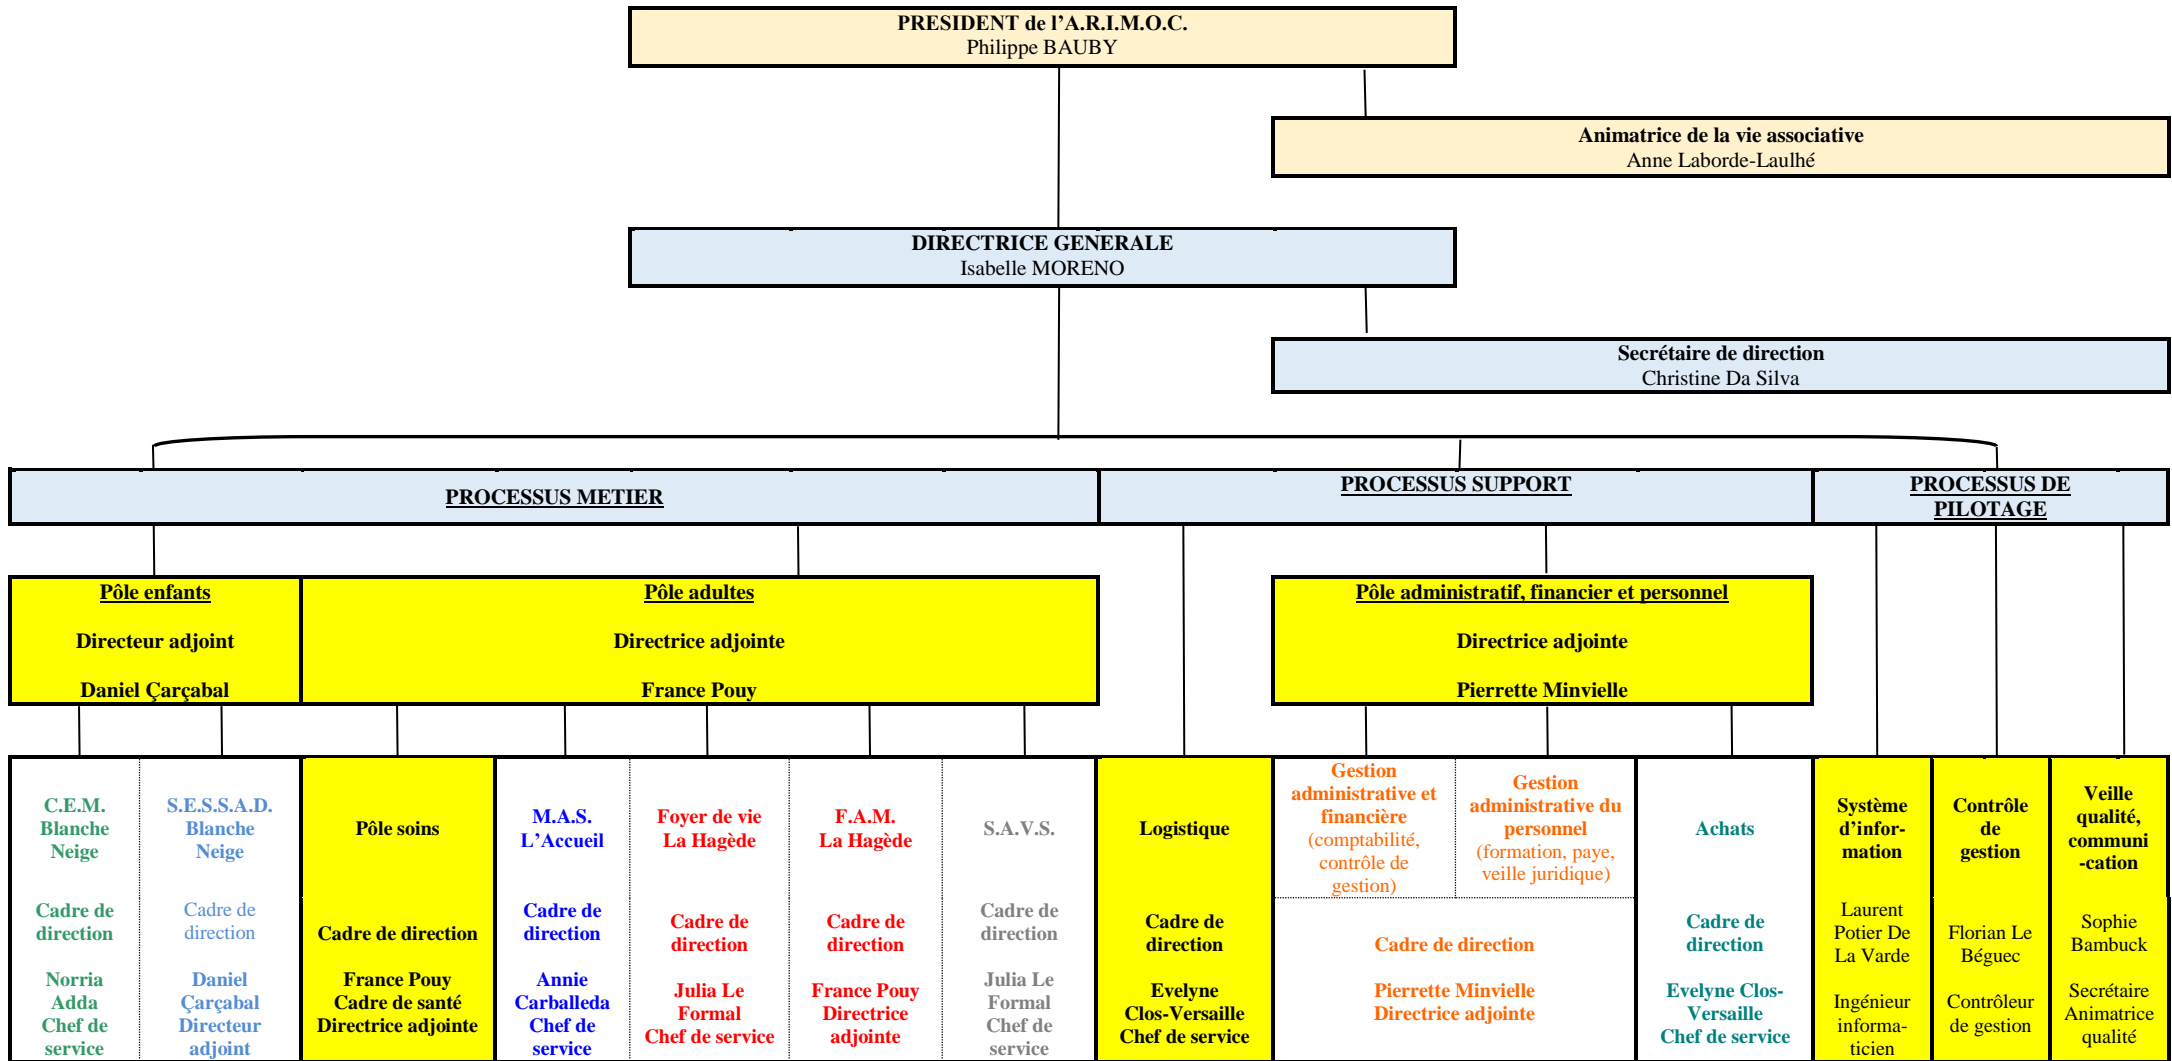 PRESIDENT de l'A.R.I.M.O.C.
Philippe BAUBY
Animatrice de la vie associative
Anne Laborde-Laulhé
DIRECTRICE GENERALE
Isabelle MORENO
Secrétaire de direction
Christine Da Silva
PROCESSUS METIER
PROCESSUS SUPPORT
PROCESSUS DE
PILOTAGE
Pôle enfants
Directeur adjoint
Daniel Çarçabal
Pôle adultes
Directrice adjointe
France Pouy
Pôle administratif, financier et personnel
Directrice adjointe
Pierrette Minvielle
C.E.M.
Blanche
Neige
Cadre de
direction
Norria
Adda
Chef de
service
S.E.S.S.A.D.
Blanche
Neige
Cadre de
direction
Daniel
Çarçabal
Directeur
adjoint
Pôle soins
Cadre de direction
France Pouy
Cadre de santé
Directrice adjointe
M.A.S.
L'Accueil
Cadre de
direction
Annie
Carballeda
Chef de
service
Foyer de vie
La Hagède
Cadre de
direction
Julia Le
Formal
Chef de service
F.A.M.
La Hagède
Cadre de
direction
France Pouy
Directrice
adjointe
S.A.V.S.
Cadre de
direction
Julia Le
Formal
Chef de
service
Logistique
Cadre de
direction
Evelyne
Clos-Versaille
Chef de service
Gestion
administrative et
financière
(comptabilité,
contrôle de
gestion)
Gestion
administrative du
personnel
(formation, paye,
veille juridique)
Cadre de direction
Pierrette Minvielle
Directrice adjointe
Achats
Cadre de
direction
Evelyne Clos-
Versaille
Chef de service
Système
d'infor-
mation
Laurent
Potier De
La Varde
Ingénieur
informa-
ticien
Contrôle
de
gestion
Florian Le
Béguec
Contrôleur
de gestion
Veille
qualité,
communi
-cation
Sophie
Bambuck
Secrétaire
Animatrice
qualité